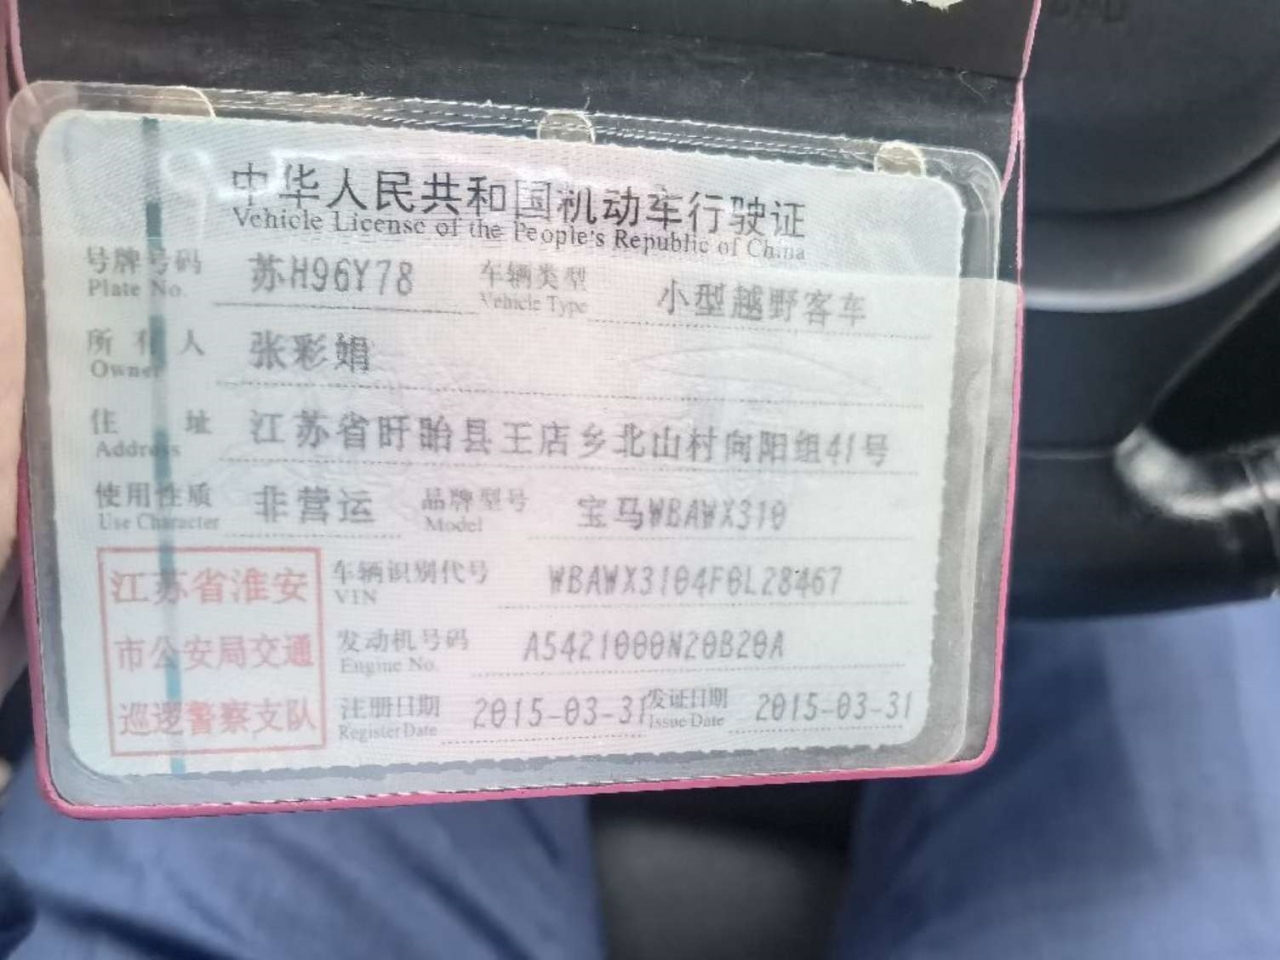 中华人民共和国机动车行驶证
Vehicle License of the People's Republic of China
号牌号码 苏H96Y78 车辆类型 小型越野客车
Plate No. Vehicle Type
所有人 张彩娟
Owner
住址 江苏省盱眙县王店乡北山村向阳组41号
Address
使用性质 非营运 品牌型号 宝马WBAWX310
Use Character Model
江苏省淮安
市公安局交通
巡逻警察支队
车辆识别代号 WBAWX3104F0L28467
VIN
发动机号码 A5421000N20B20A
Engine No.
注册日期 2015-03-31 发证日期 2015-03-31
Register Date Issue Date